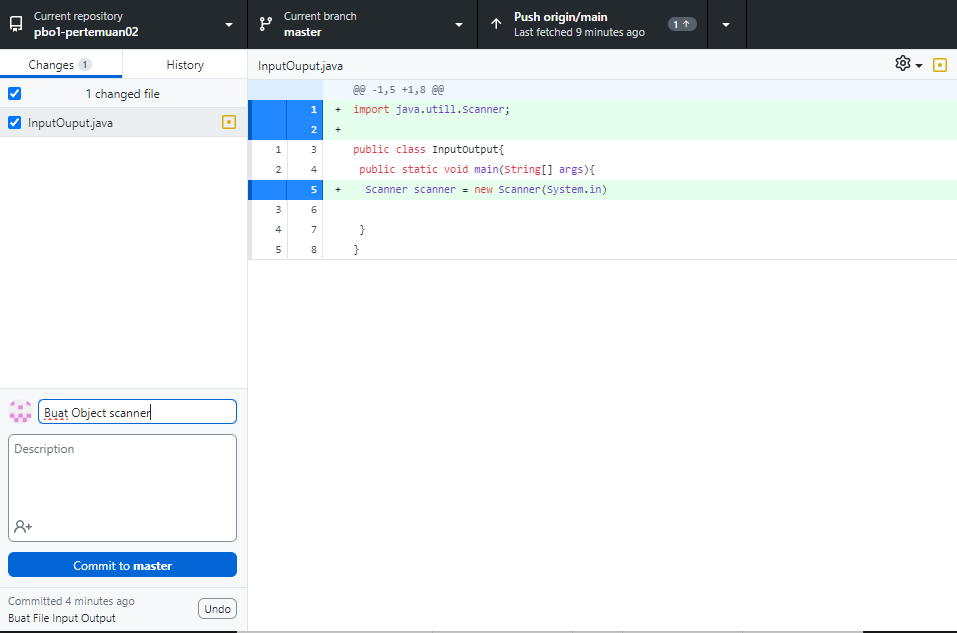 Current repository
pbo1-pertemuan02
Current branch
master
Push origin/main
Last fetched 9 minutes ago
1
Changes 1
History
InputOuput.java
1 changed file
InputOuput.java
@@ -1,5 +1,8 @@
1 + import java.utill.Scanner;
2 +
1 3 public class InputOutput{
2 4 public static void main(String[] args){
5 + Scanner scanner = new Scanner(System.in)
3 6
4 7 }
5 8 }
Buat Object scanner
Description
Commit to master
Committed 4 minutes ago
Buat File Input Output
Undo